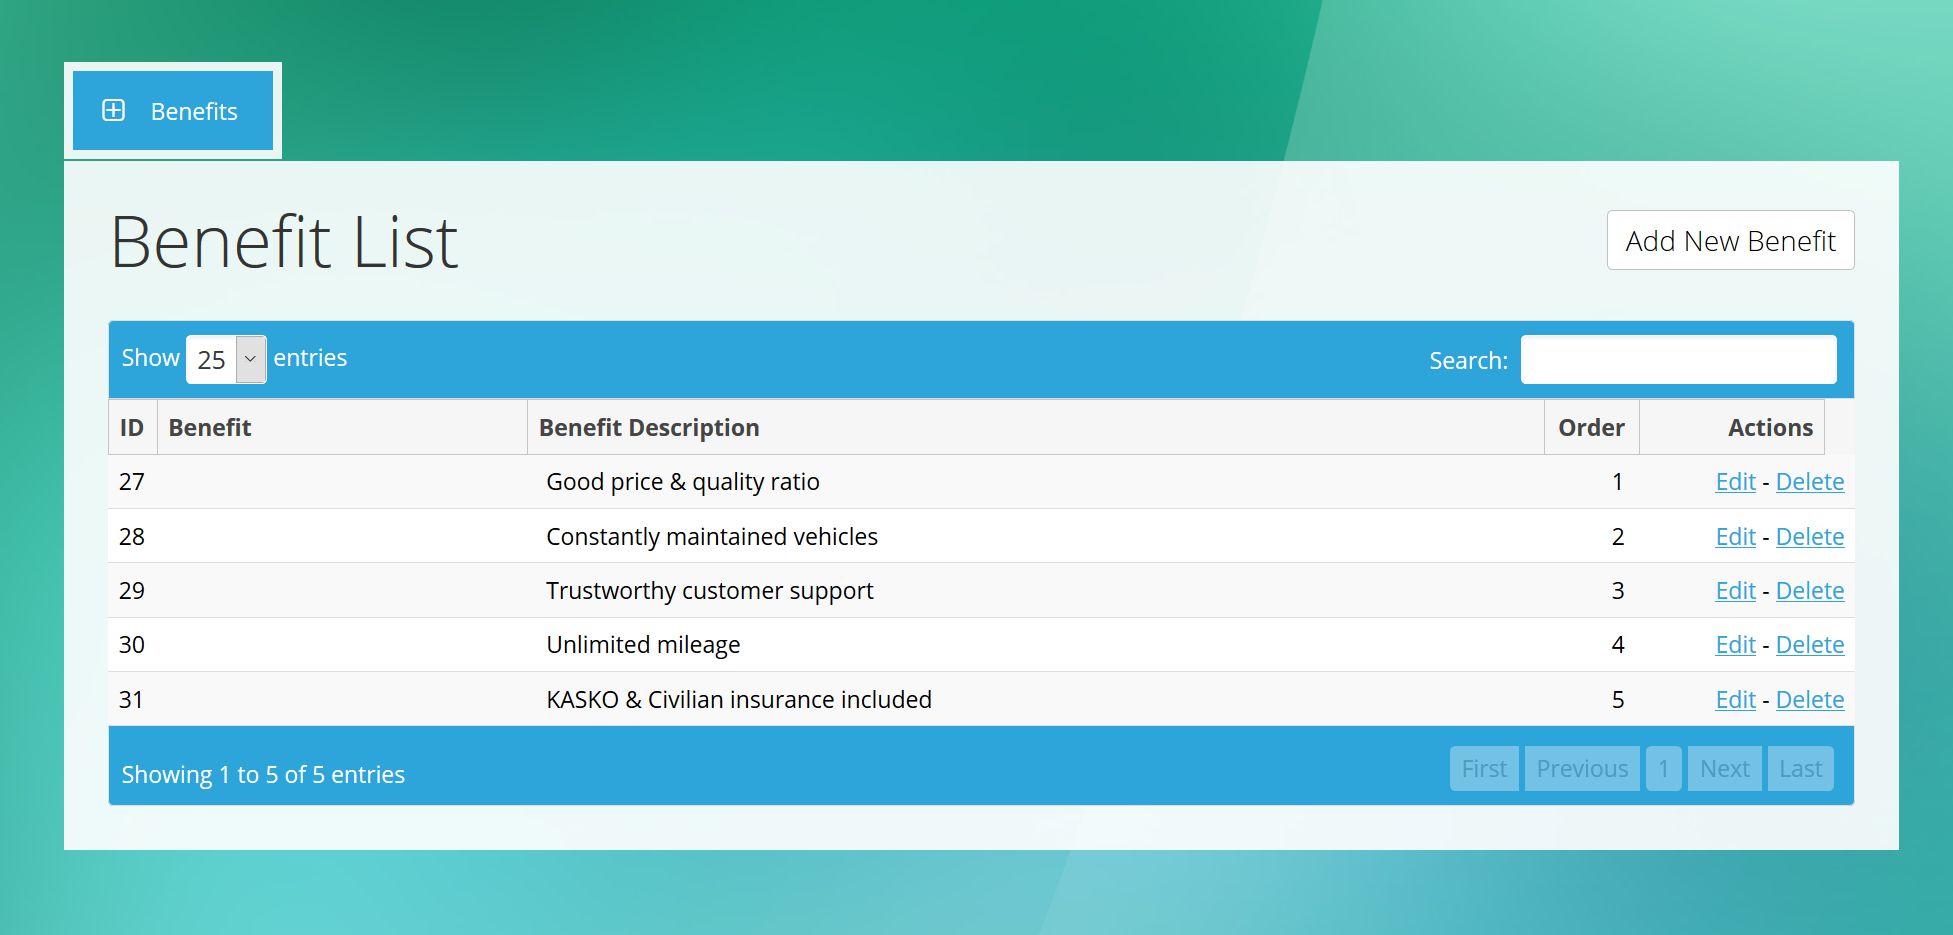 Benefits
Benefit List
Add New Benefit
Show 25 entries Search:
ID Benefit Benefit Description Order Actions
27 Good price & quality ratio 1 Edit - Delete
28 Constantly maintained vehicles 2 Edit - Delete
29 Trustworthy customer support 3 Edit - Delete
30 Unlimited mileage 4 Edit - Delete
31 KASKO & Civilian insurance included 5 Edit - Delete
Showing 1 to 5 of 5 entries First Previous 1 Next Last